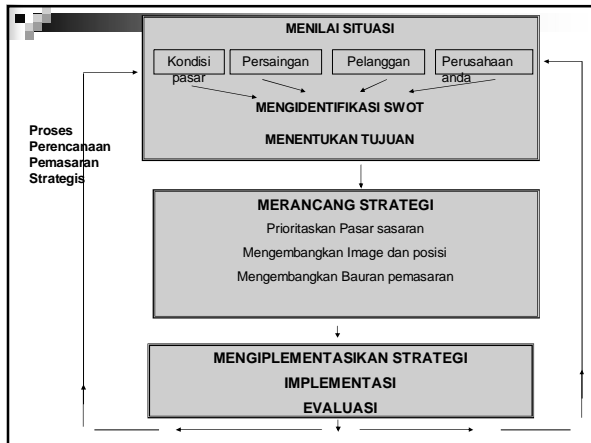 MENILAI SITUASI
Kondisi
pasar
Persaingan
Pelanggan
Perusahaan
anda
MENGIDENTIFIKASI SWOT
MENENTUKAN TUJUAN
Proses
Perencanaan
Pemasaran
Strategis
MERANCANG STRATEGI
Prioritaskan Pasar sasaran
Mengembangkan Image dan posisi
Mengembangkan Bauran pemasaran
MENGIPLEMENTASIKAN STRATEGI
IMPLEMENTASI
EVALUASI